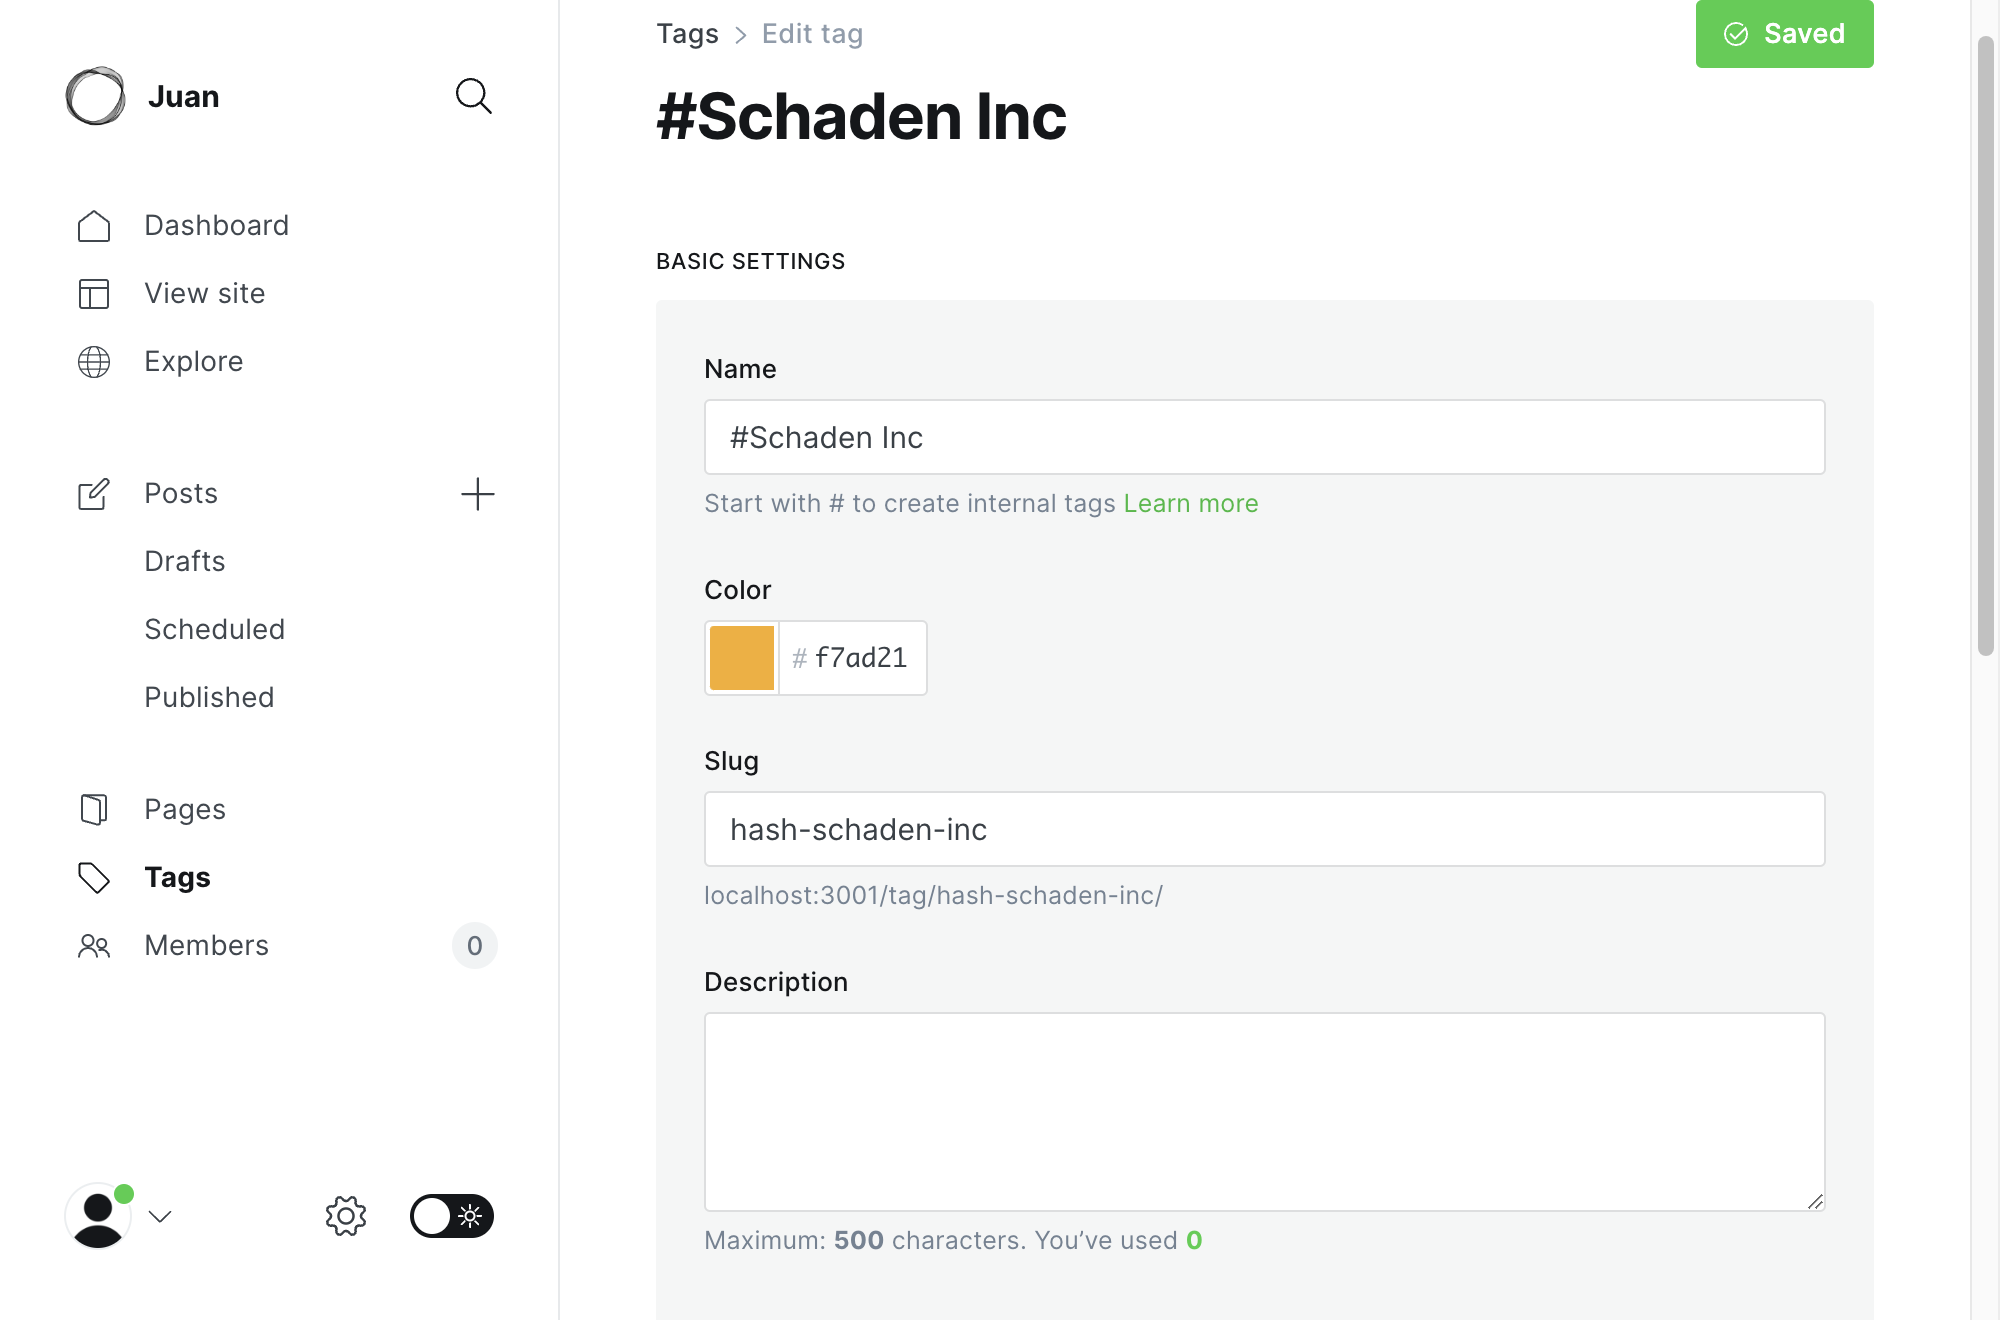 Juan
Dashboard
View site
Explore
Posts
Drafts
Scheduled
Published
Pages
Tags
Members
0
Tags > Edit tag
Saved
#Schaden Inc
BASIC SETTINGS
Name
#Schaden Inc
Start with # to create internal tags Learn more
Color
# f7ad21
Slug
hash-schaden-inc
localhost:3001/tag/hash-schaden-inc/
Description
Maximum: 500 characters. You’ve used 0